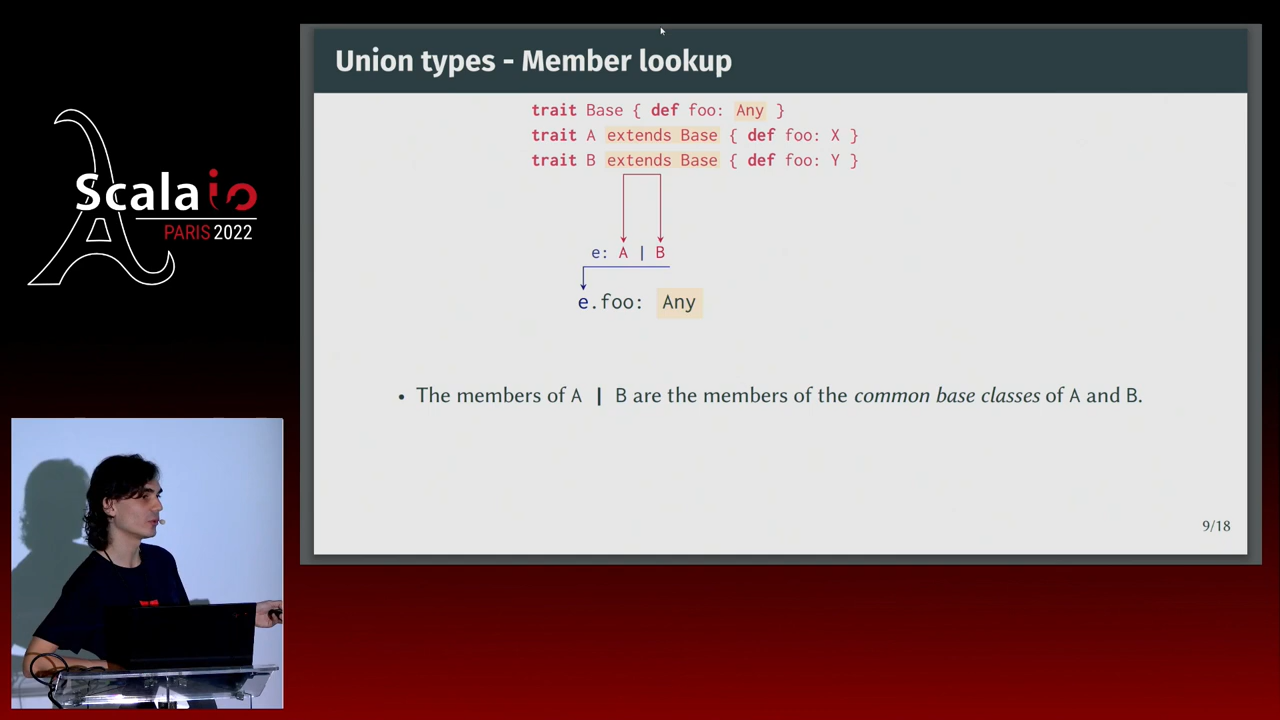 Scala io
PARIS 2022
Union types - Member lookup
trait Base { def foo: Any }
trait A extends Base { def foo: X }
trait B extends Base { def foo: Y }
e: A | B
e.foo: Any
• The members of A | B are the members of the common base classes of A and B.
9/18